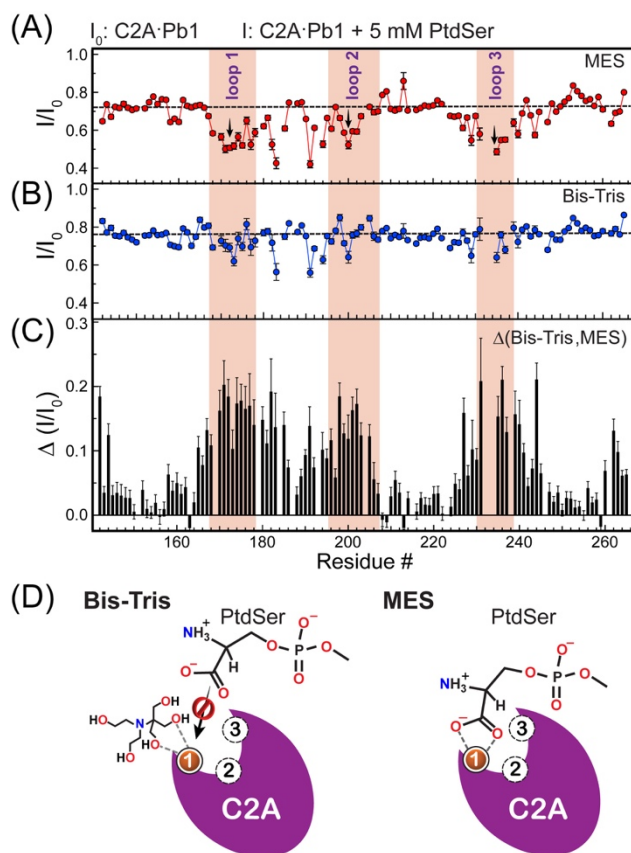 (A) I₀: C2A·Pb1 I: C2A·Pb1 + 5 mM PtdSer
MES
loop 1
loop 2
loop 3
I/I₀
1.0
0.8
0.6
0.4
(B)
Bis-Tris
I/I₀
1.0
0.8
0.6
0.4
(C)
Δ(Bis-Tris,MES)
Δ (I/I₀)
0.3
0.2
0.1
0.0
160 180 200 220 240 260
Residue #
(D) Bis-Tris MES
PtdSer PtdSer
NH₃⁺ H O⁻ O P O⁻ O O⁻ O
HO OH N OH HO HO
1 2 3
C2A
NH₃⁺ H O⁻ O P O⁻ O O⁻ O
1 2 3
C2A